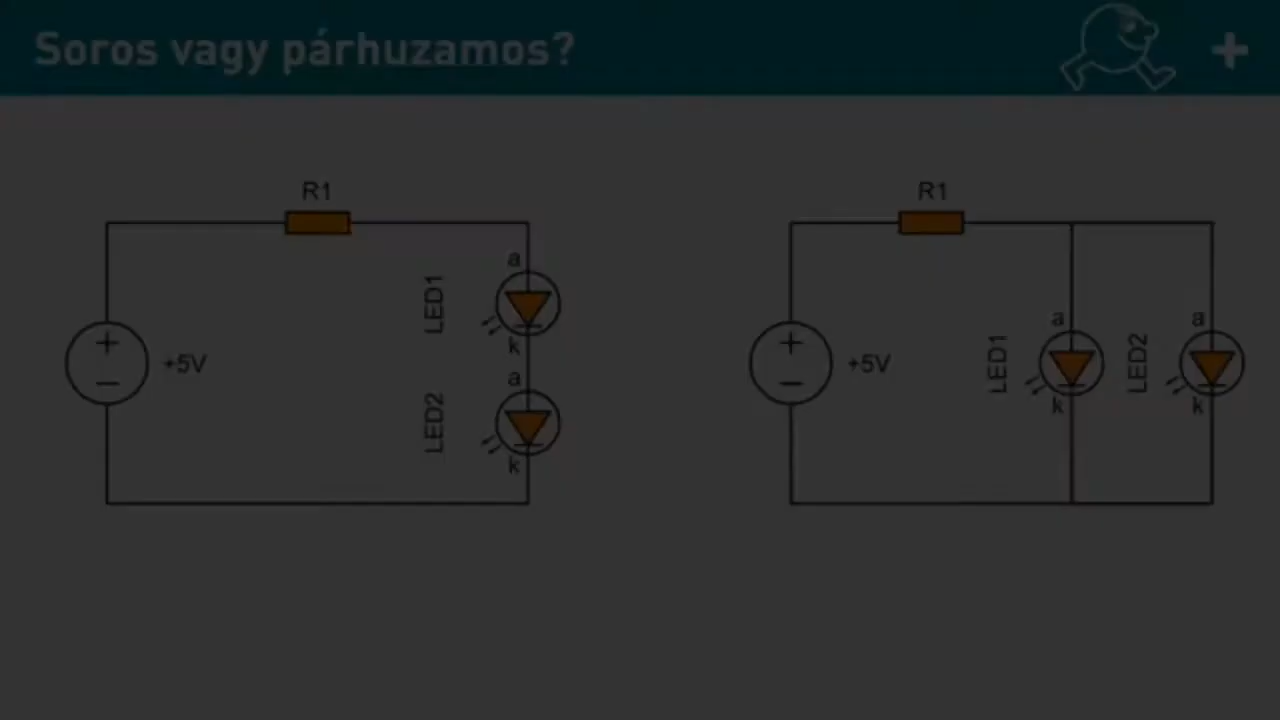 Soros vagy párhuzamos?
+
R1
a
LED1
k
+
+5V
−
a
LED2
k
R1
a
LED1
k
a
LED2
k
+
+5V
−